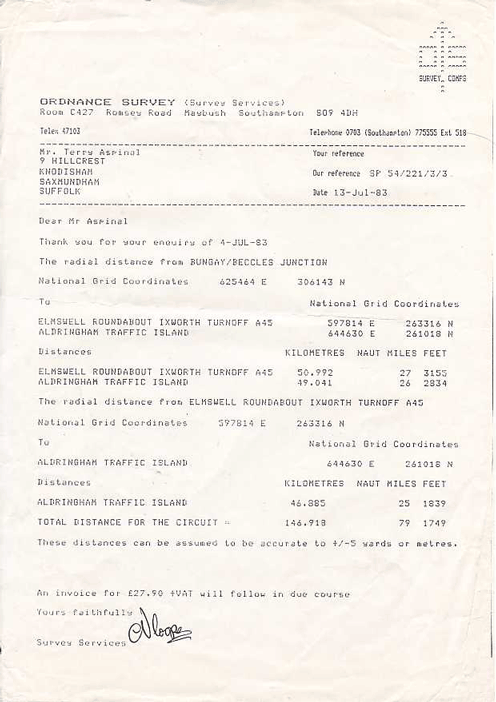 SURVEY. COMPS
ORDNANCE SURVEY (Survey Services)
Room C427 Romsey Road Maybush Southampton SO9 4DH
Telex 47103 Telephone 0703 (Southampton) 775555 Ext 518
Mr. Terry Aspinal Your reference
9 HILLCREST
KNODISHAM Our reference SP 54/221/3/3
SAXMUNDHAM
SUFFOLK Date 13-Jul-83
Dear Mr Aspinal
Thank you for your enquiry of 4-JUL-83
The radial distance from BUNGAY/BECCLES JUNCTION
National Grid Coordinates 625464 E 306143 N
To National Grid Coordinates
ELMSWELL ROUNDABOUT IXWORTH TURNOFF A45 597814 E 263316 N
ALDRINGHAM TRAFFIC ISLAND 644630 E 261018 N
Distances KILOMETRES NAUT MILES FEET
ELMSWELL ROUNDABOUT IXWORTH TURNOFF A45 50.992 27 3155
ALDRINGHAM TRAFFIC ISLAND 49.041 26 2834
The radial distance from ELMSWELL ROUNDABOUT IXWORTH TURNOFF A45
National Grid Coordinates 597814 E 263316 N
To National Grid Coordinates
ALDRINGHAM TRAFFIC ISLAND 644630 E 261018 N
Distances KILOMETRES NAUT MILES FEET
ALDRINGHAM TRAFFIC ISLAND 46.885 25 1839
TOTAL DISTANCE FOR THE CIRCUIT = 146.918 79 1749
These distances can be assumed to be accurate to +/-5 yards or metres.
An invoice for £27.90 +VAT will follow in due course
Yours faithfully
Survey Services